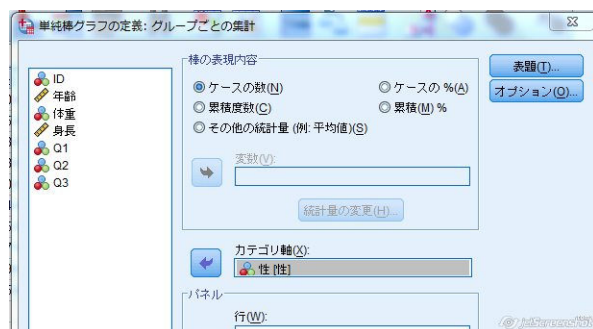 単純棒グラフの定義: グループごとの集計
棒の表現内容
ケースの数(N)
ケースの %(A)
累積度数(C)
累積(M) %
その他の統計量 (例: 平均値)(S)
変数(V):
統計量の変更(H)...
表題(T)...
オプション(O)...
ID
年齢
体重
身長
Q1
Q2
Q3
カテゴリ軸(X):
性 [性]
パネル
行(W):